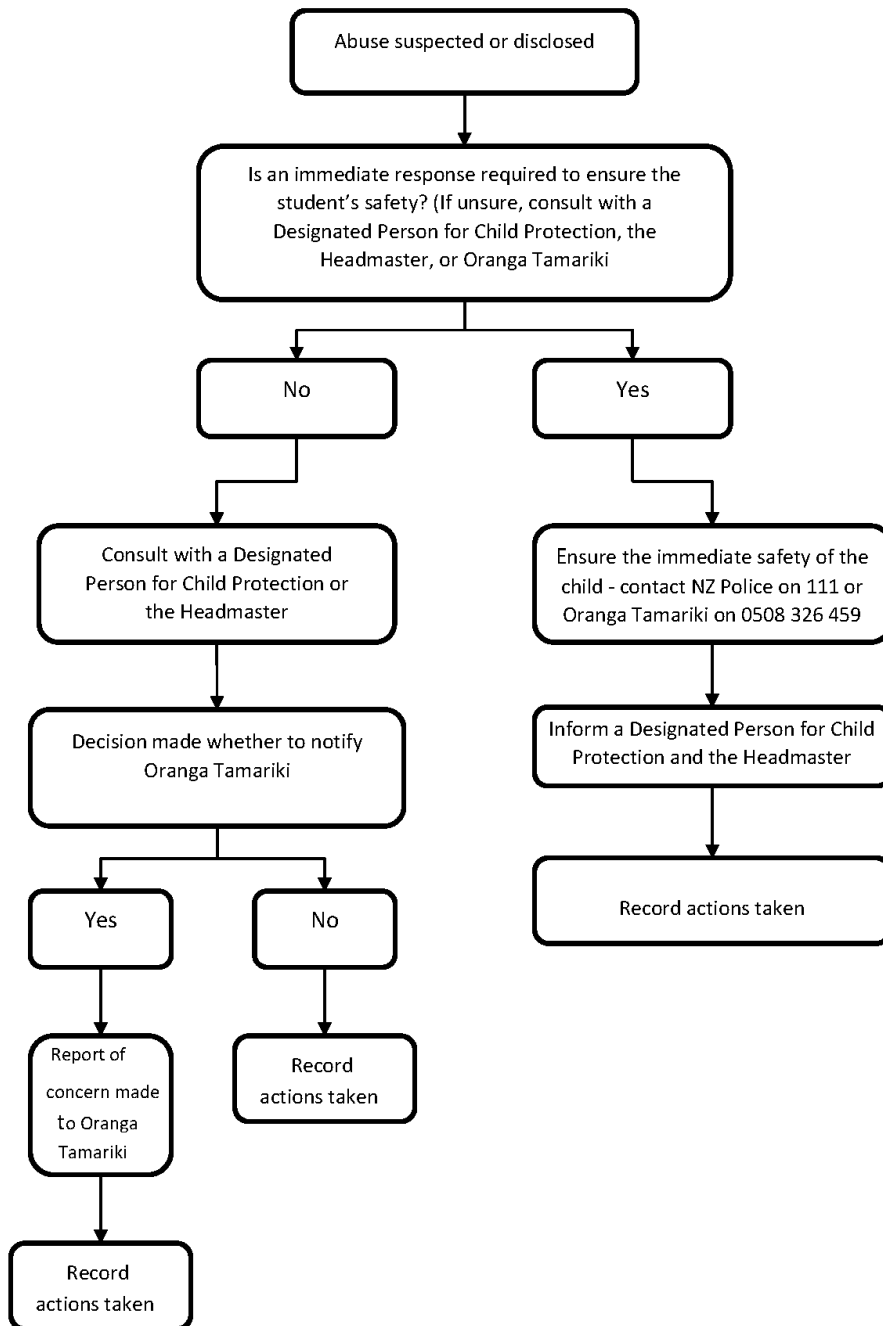 Abuse suspected or disclosed
Is an immediate response required to ensure the
student’s safety? (If unsure, consult with a
Designated Person for Child Protection, the
Headmaster, or Oranga Tamariki
No
Yes
Consult with a Designated
Person for Child Protection or
the Headmaster
Ensure the immediate safety of the
child - contact NZ Police on 111 or
Oranga Tamariki on 0508 326 459
Decision made whether to notify
Oranga Tamariki
Inform a Designated Person for Child
Protection and the Headmaster
Yes
No
Record actions taken
Report of
concern made
to Oranga
Tamariki
Record
actions taken
Record
actions taken